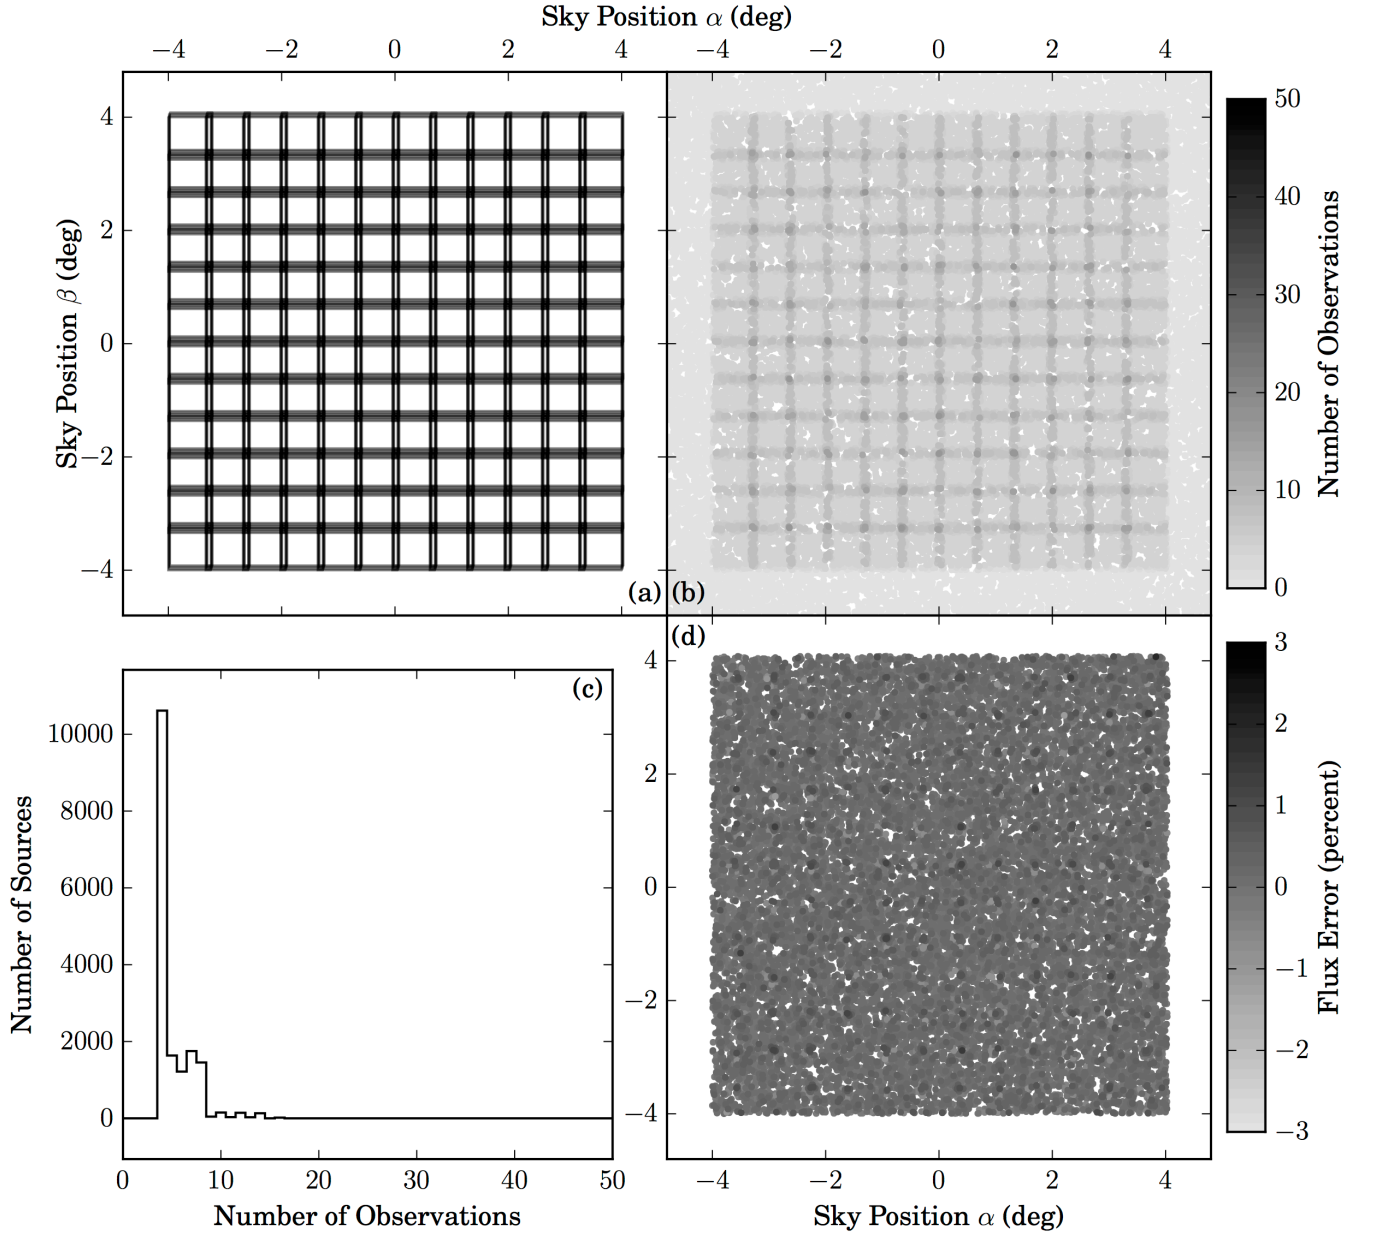 Sky Position α (deg)
−4 −2 0 2 4 −4 −2 0 2 4
4
2
0
−2
−4
Sky Position β (deg)
(a) (b)
50
40
30
20
10
0
Number of Observations
(c)
10000
8000
6000
4000
2000
0
Number of Sources
0 10 20 30 40 50
Number of Observations
(d)
4
2
0
−2
−4
−4 −2 0 2 4
Sky Position α (deg)
3
2
1
0
−1
−2
−3
Flux Error (percent)